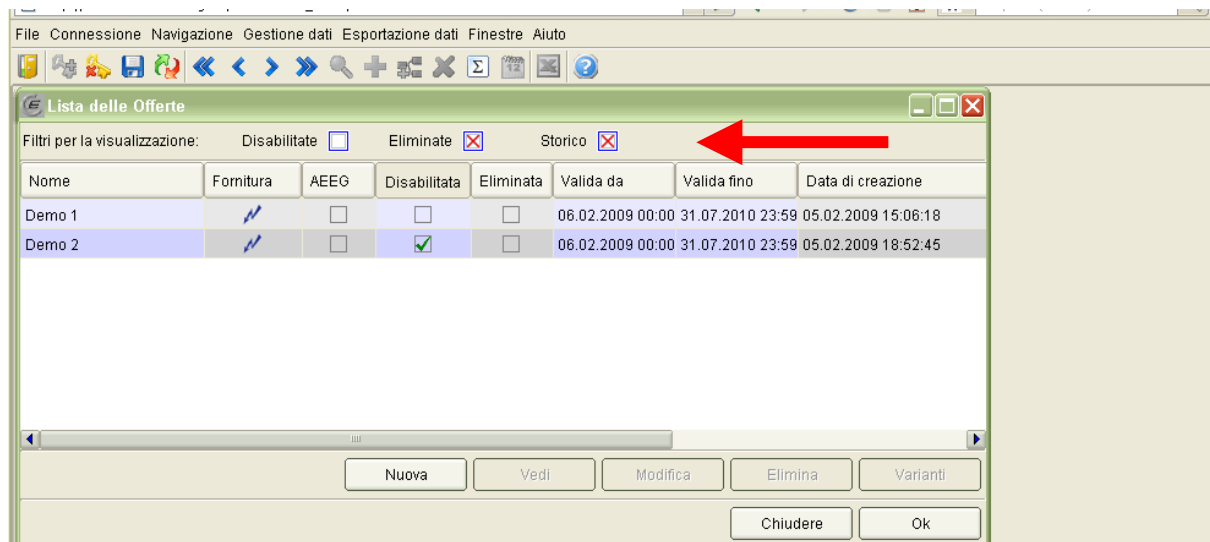 File Connessione Navigazione Gestione dati Esportazione dati Finestre Aiuto
Σ 12
Lista delle Offerte
Filtri per la visualizzazione: Disabilitate Eliminate Storico
Nome Fornitura AEEG Disabilitata Eliminata Valida da Valida fino Data di creazione
Demo 1 06.02.2009 00:00 31.07.2010 23:59 05.02.2009 15:06:18
Demo 2 06.02.2009 00:00 31.07.2010 23:59 05.02.2009 18:52:45
Nuova Vedi Modifica Elimina Varianti
Chiudere Ok